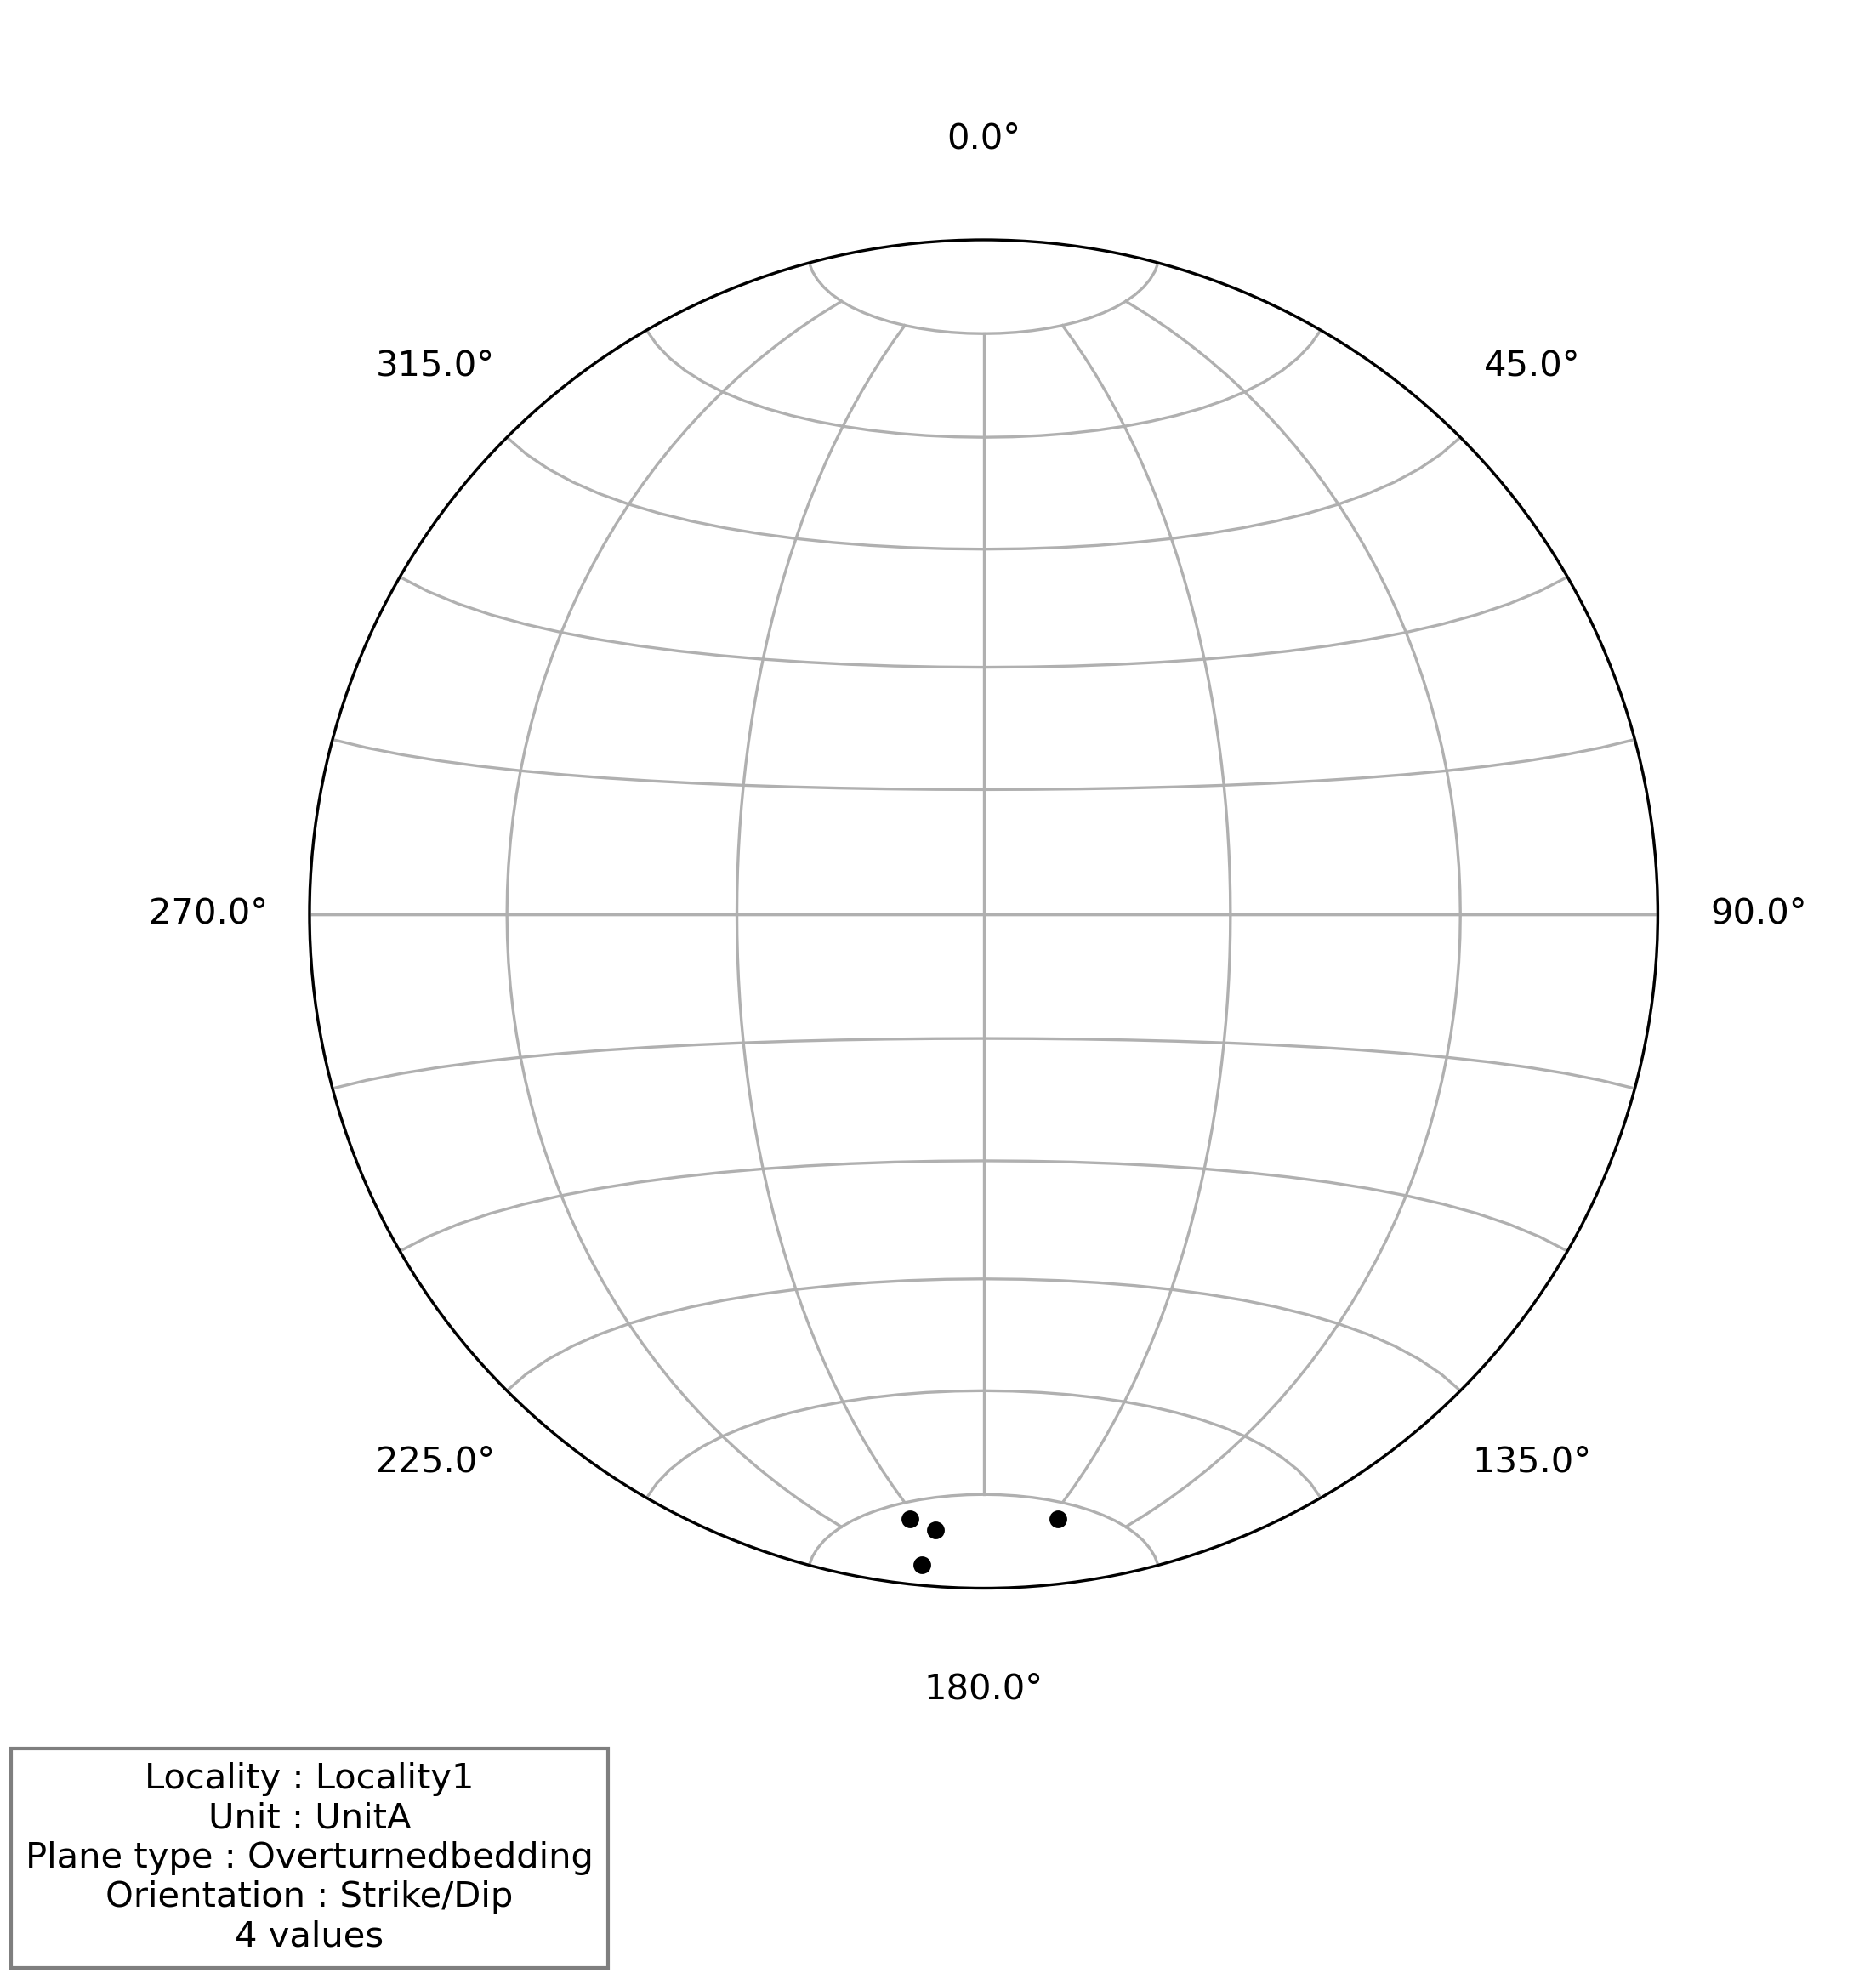 0.0°
315.0°
45.0°
270.0°
90.0°
225.0°
135.0°
180.0°
Locality : Locality1
Unit : UnitA
Plane type : Overturnedbedding
Orientation : Strike/Dip
4 values